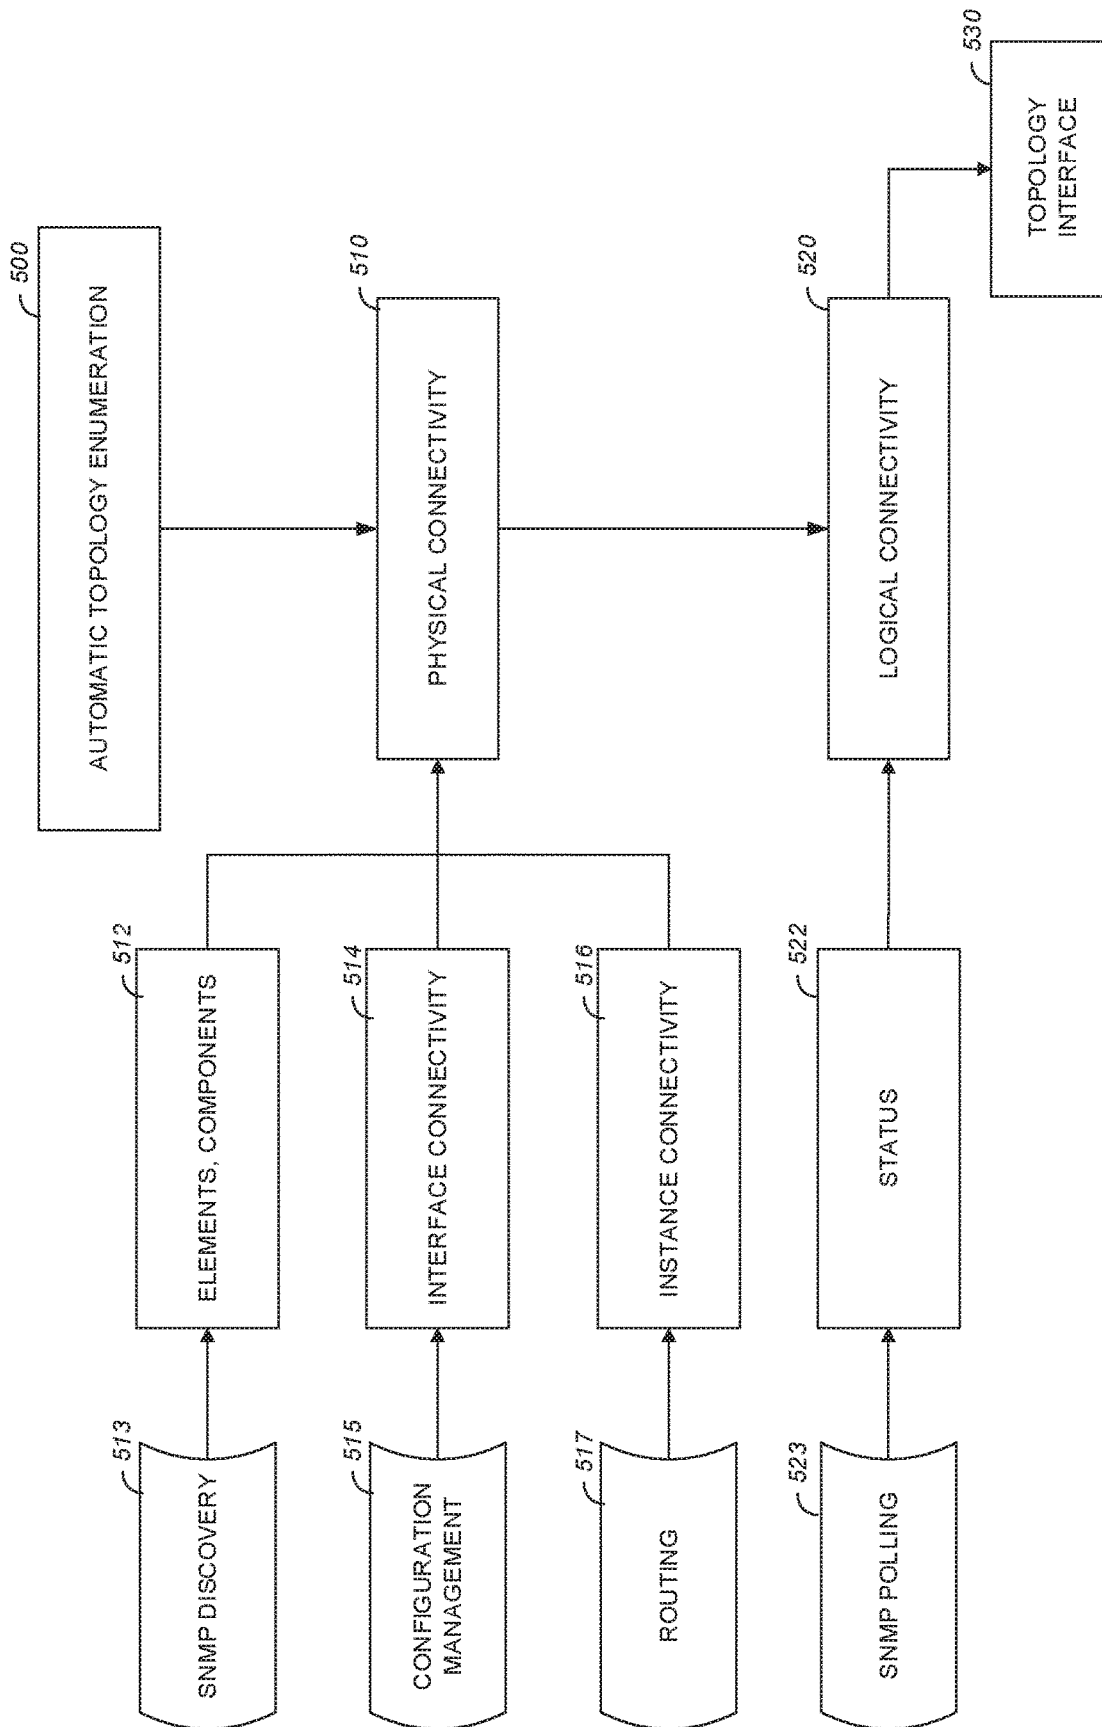 500
AUTOMATIC TOPOLOGY ENUMERATION
513
SNMP DISCOVERY
512
ELEMENTS, COMPONENTS
510
PHYSICAL CONNECTIVITY
515
CONFIGURATION
MANAGEMENT
514
INTERFACE CONNECTIVITY
517
ROUTING
516
INSTANCE CONNECTIVITY
523
SNMP POLLING
522
STATUS
520
LOGICAL CONNECTIVITY
530
TOPOLOGY
INTERFACE